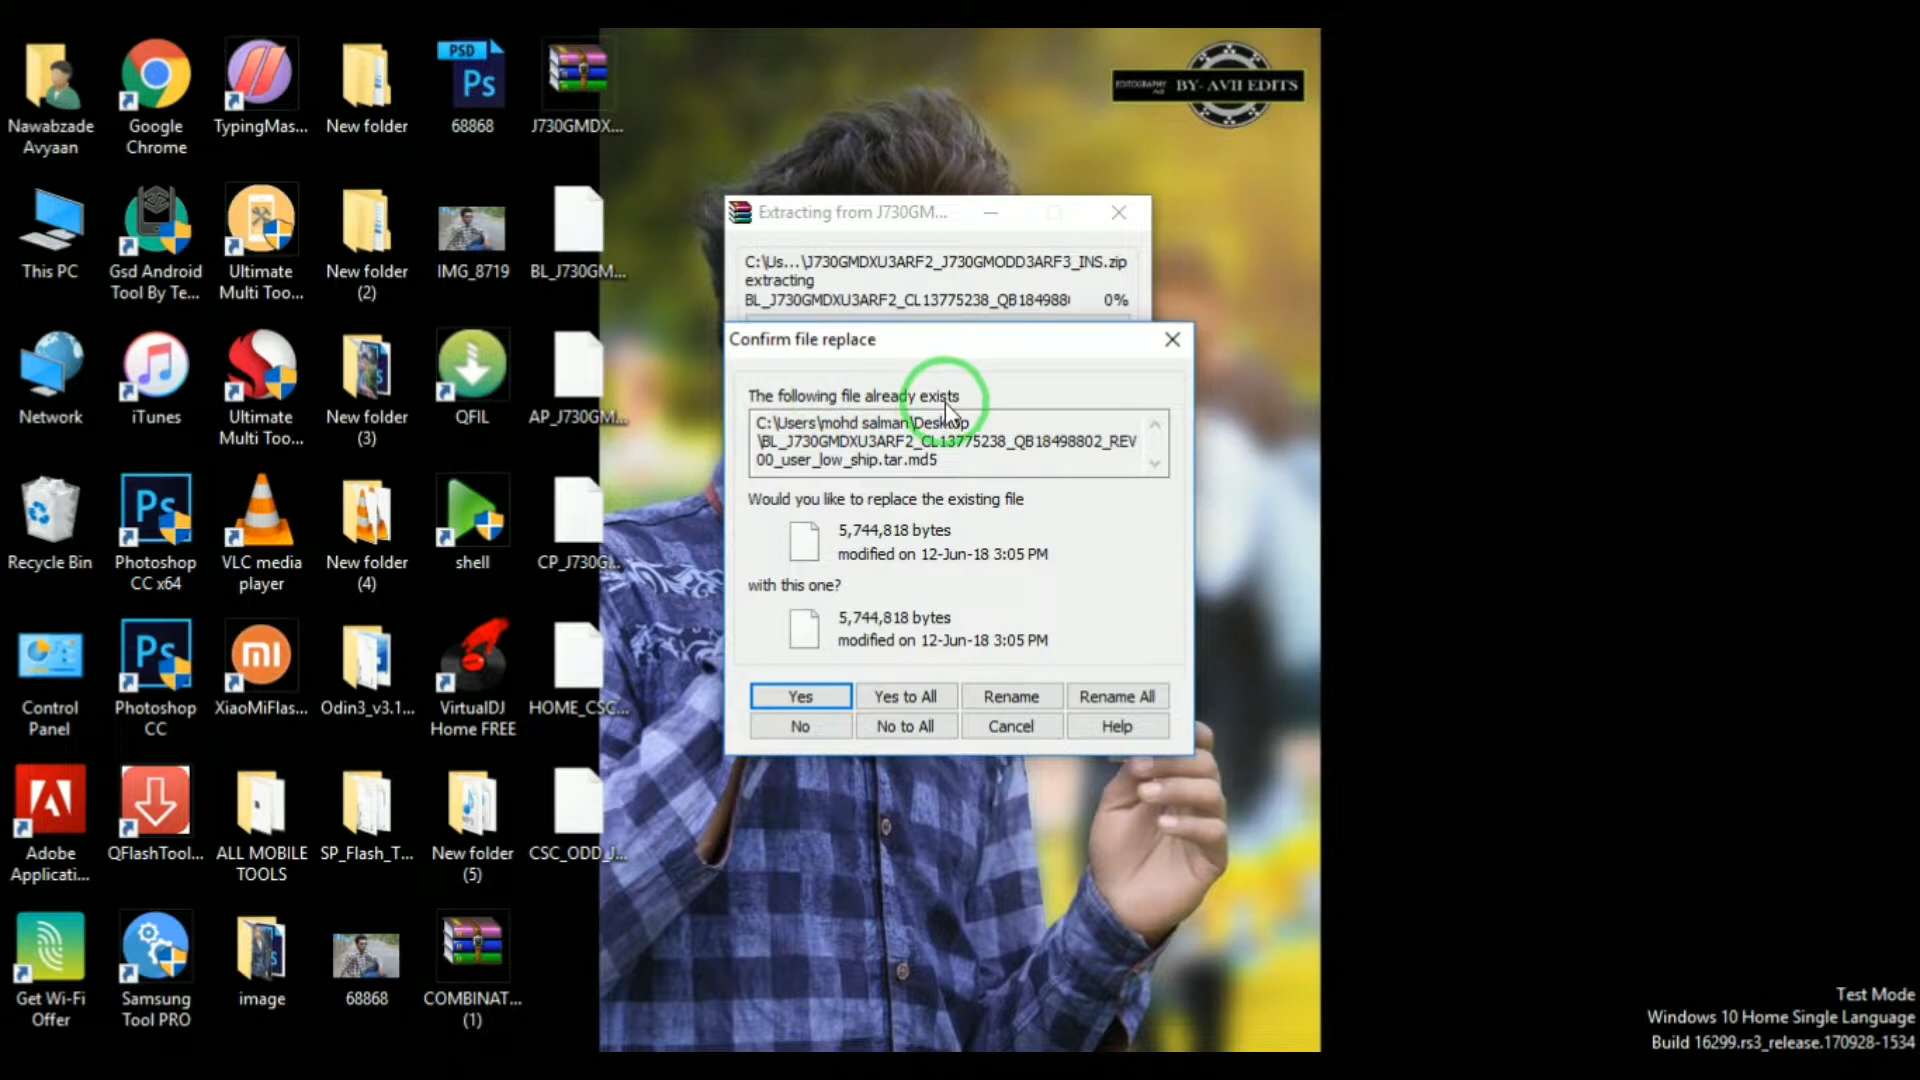 Nawabzade
Avyaan
Google
Chrome
TypingMas...
New folder
PSD
Ps
68868
J730GMDX...
This PC
Gsd Android
Tool By Te...
Ultimate
Multi Too...
New folder
(2)
IMG_8719
BL_J730GM...
Network
iTunes
Ultimate
Multi Too...
New folder
(3)
QFIL
AP_J730GM...
Recycle Bin
Ps
Photoshop
CC x64
VLC media
player
New folder
(4)
shell
CP_J730G...
Control
Panel
Ps
Photoshop
CC
XiaoMiFlas...
Odin3_v3.1...
VirtualDJ
Home FREE
HOME_CSC...
Adobe
Applicati...
QFlashTool...
ALL MOBILE
TOOLS
SP_Flash_T...
New folder
(5)
CSC_ODD_J...
Get Wi-Fi
Offer
Samsung
Tool PRO
image
68868
COMBINAT...
(1)
BY- AVII EDITS
Extracting from J730GM...
C:\Us...\J730GMDXU3ARF2_J730GMODD3ARF3_INS.zip
extracting
BL_J730GMDXU3ARF2_CL13775238_QB184988 0%
Confirm file replace
The following file already exists
C:\Users\mohd salman\Desktop
\BL_J730GMDXU3ARF2_CL13775238_QB18498802_REV
00_user_low_ship.tar.md5
Would you like to replace the existing file
5,744,818 bytes
modified on 12-Jun-18 3:05 PM
with this one?
5,744,818 bytes
modified on 12-Jun-18 3:05 PM
Yes Yes to All Rename Rename All
No No to All Cancel Help
Test Mode
Windows 10 Home Single Language
Build 16299.rs3_release.170928-1534